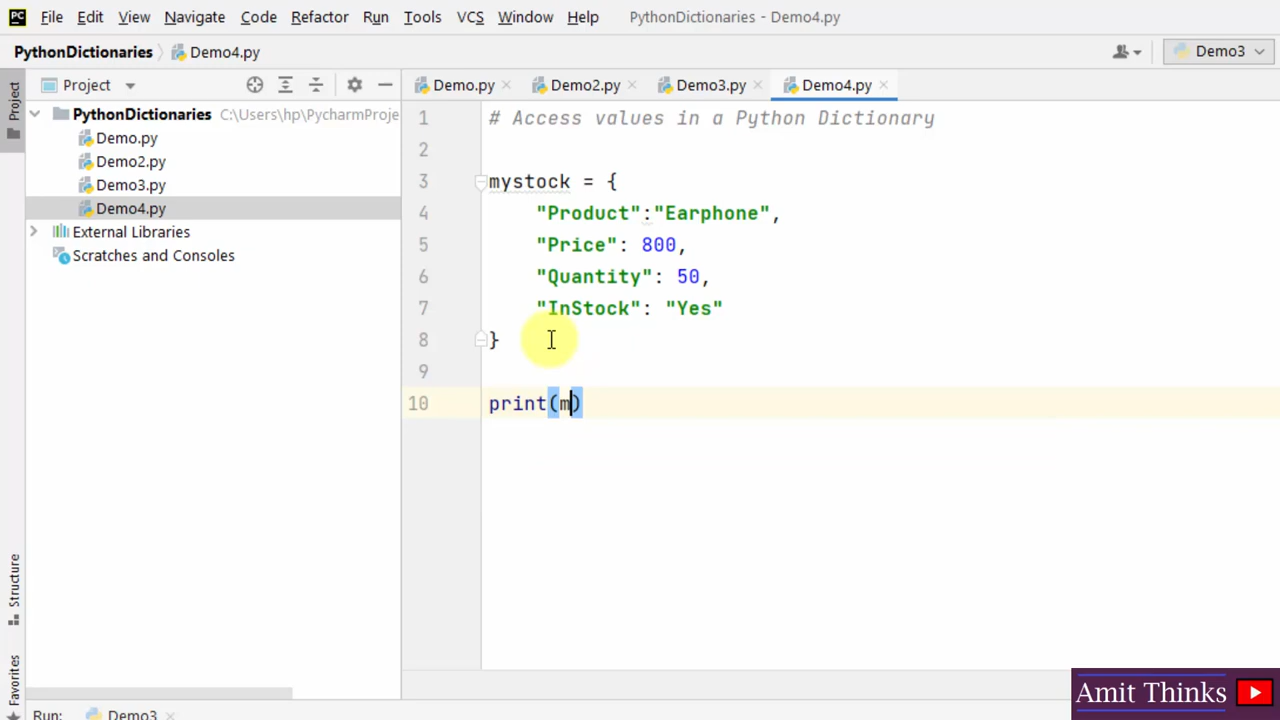 PC File Edit View Navigate Code Refactor Run Tools VCS Window Help PythonDictionaries - Demo4.py
PythonDictionaries Demo4.py Demo3
Project Demo.py Demo2.py Demo3.py Demo4.py
Project
PythonDictionaries C:\Users\hp\PycharmProje
Demo.py
Demo2.py
Demo3.py
Demo4.py
External Libraries
Scratches and Consoles
1 # Access values in a Python Dictionary
2
3 mystock = {
4 "Product":"Earphone",
5 "Price": 800,
6 "Quantity": 50,
7 "InStock": "Yes"
8 }
9
10 print(m)
Structure
Favorites
Run: Demo3
Amit Thinks